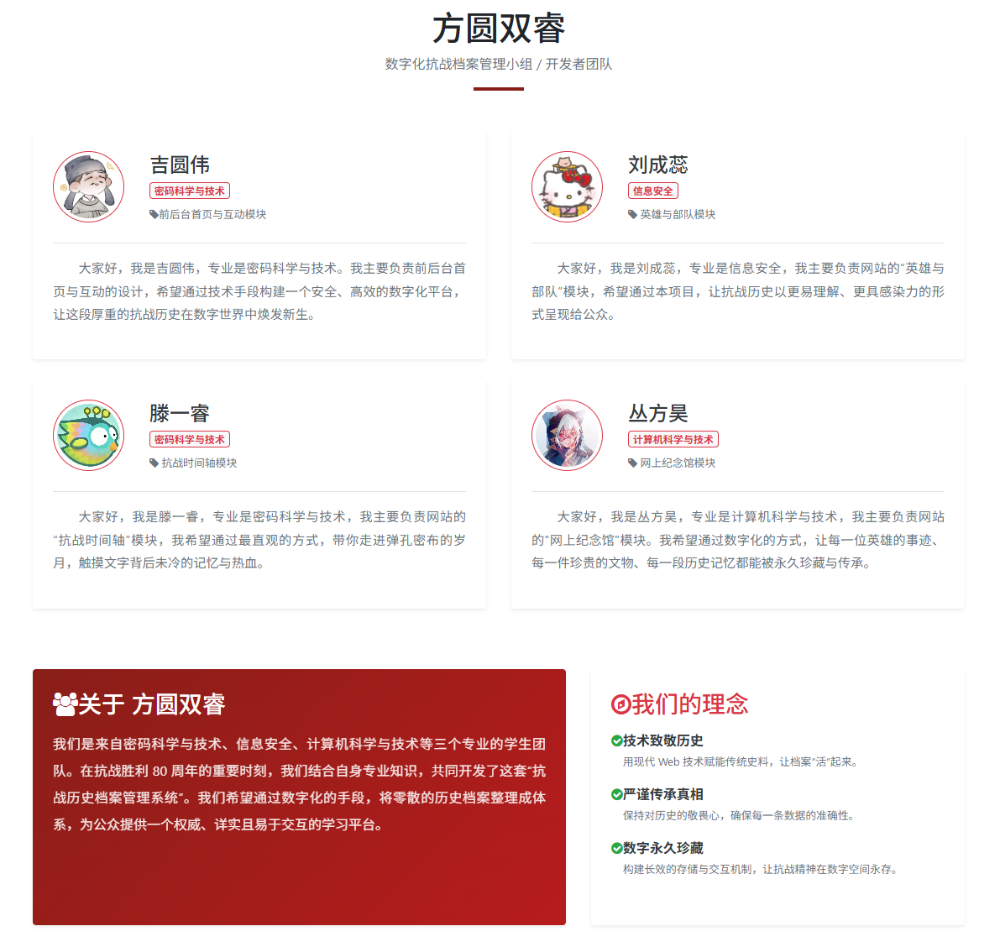 方圆双睿
数字化抗战档案管理小组 / 开发者团队
吉圆伟
密码科学与技术
前后台首页与互动模块
大家好，我是吉圆伟，专业是密码科学与技术。我主要负责前后台首
页与互动的设计，希望通过技术手段构建一个安全、高效的数字化平台，
让这段厚重的抗战历史在数字世界中焕发新生。
刘成蕊
信息安全
英雄与部队模块
大家好，我是刘成蕊，专业是信息安全，我主要负责网站的“英雄与
部队”模块，希望通过本项目，让抗战历史以更易理解、更具感染力的形
式呈现给公众。
滕一睿
密码科学与技术
抗战时间轴模块
大家好，我是滕一睿，专业是密码科学与技术，我主要负责网站的
“抗战时间轴”模块，我希望通过最直观的方式，带你走进弹孔密布的岁
月，触摸文字背后未冷的记忆与热血。
丛方昊
计算机科学与技术
网上纪念馆模块
大家好，我是丛方昊，专业是计算机科学与技术，我主要负责网站
的"网上纪念馆"模块。我希望通过数字化的方式，让每一位英雄的事迹、
每一件珍贵的文物、每一段历史记忆都能被永久珍藏与传承。
关于 方圆双睿
我们是来自密码科学与技术、信息安全、计算机科学与技术等三个专业的学生团
队。在抗战胜利 80 周年的重要时刻，我们结合自身专业知识，共同开发了这套“抗
战历史档案管理系统”。我们希望通过数字化的手段，将零散的历史档案整理成体
系，为公众提供一个权威、详实且易于交互的学习平台。
我们的理念
技术致敬历史
用现代 Web 技术赋能传统史料，让档案“活”起来。
严谨传承真相
保持对历史的敬畏心，确保每一条数据的准确性。
数字永久珍藏
构建长效的存储与交互机制，让抗战精神在数字空间永存。